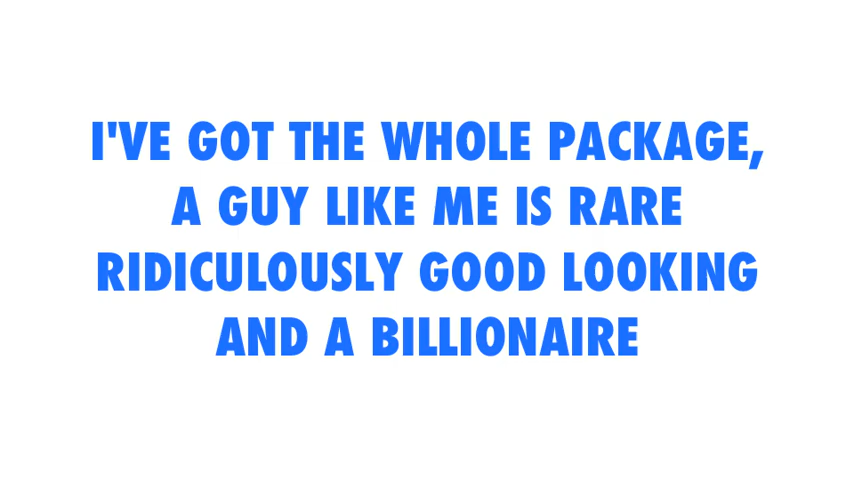 I'VE GOT THE WHOLE PACKAGE,
A GUY LIKE ME IS RARE
RIDICULOUSLY GOOD LOOKING
AND A BILLIONAIRE